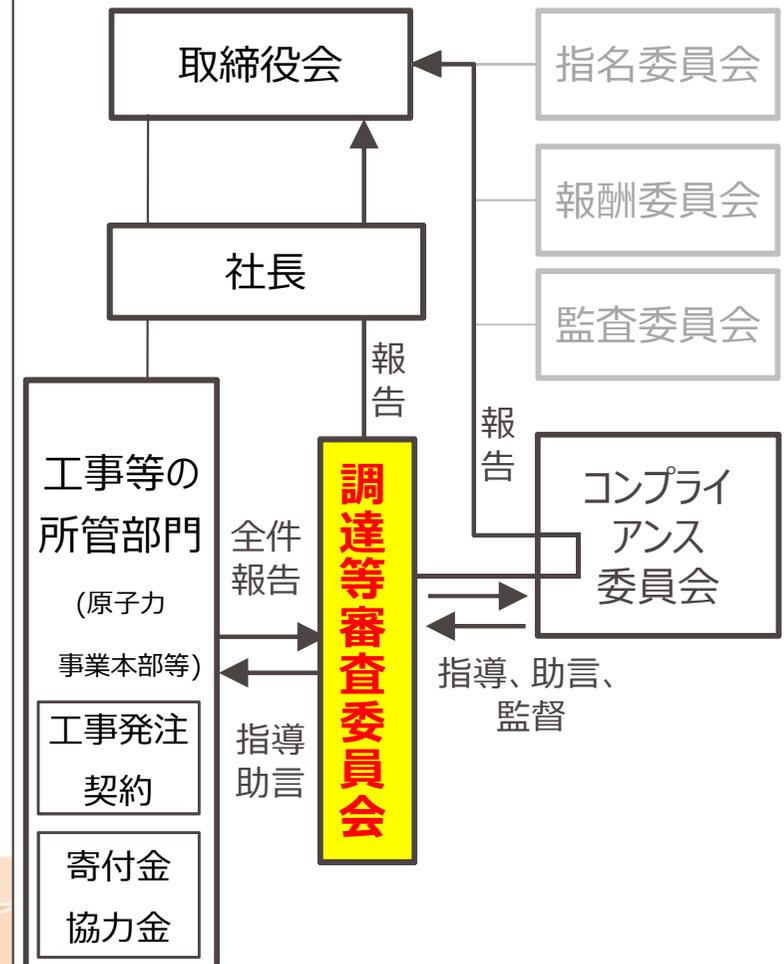 取締役会
指名委員会
報酬委員会
社長
監査委員会
報
告
報
告
工事等の
所管部門
(原子力
事業本部等)
工事発注
契約
寄付金
協力金
全件
報告
指導
助言
調
達
等
審
査
委
員
会
コンプライ
アンス
委員会
指導、助言、
監督